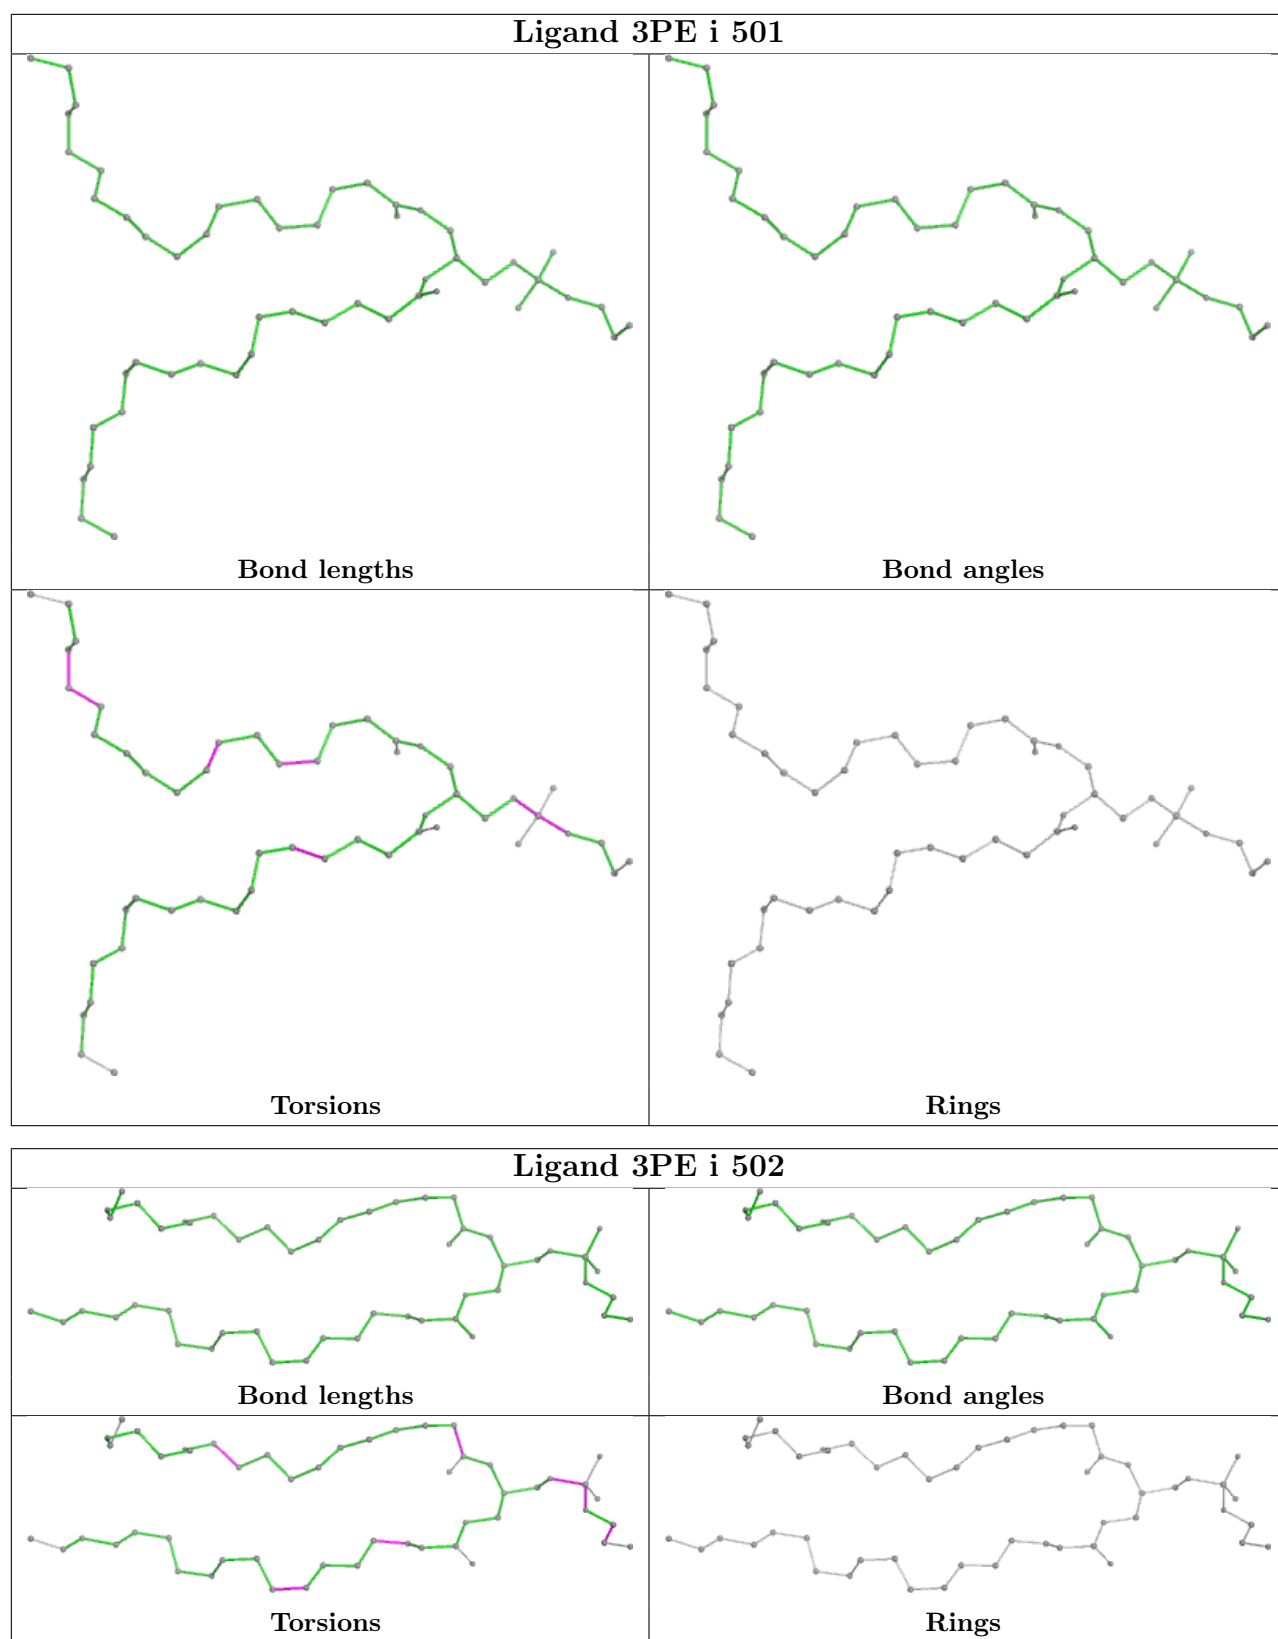 Ligand 3PE i 501
Bond lengths
Bond angles
Torsions
Rings
Ligand 3PE i 502
Bond lengths
Bond angles
Torsions
Rings